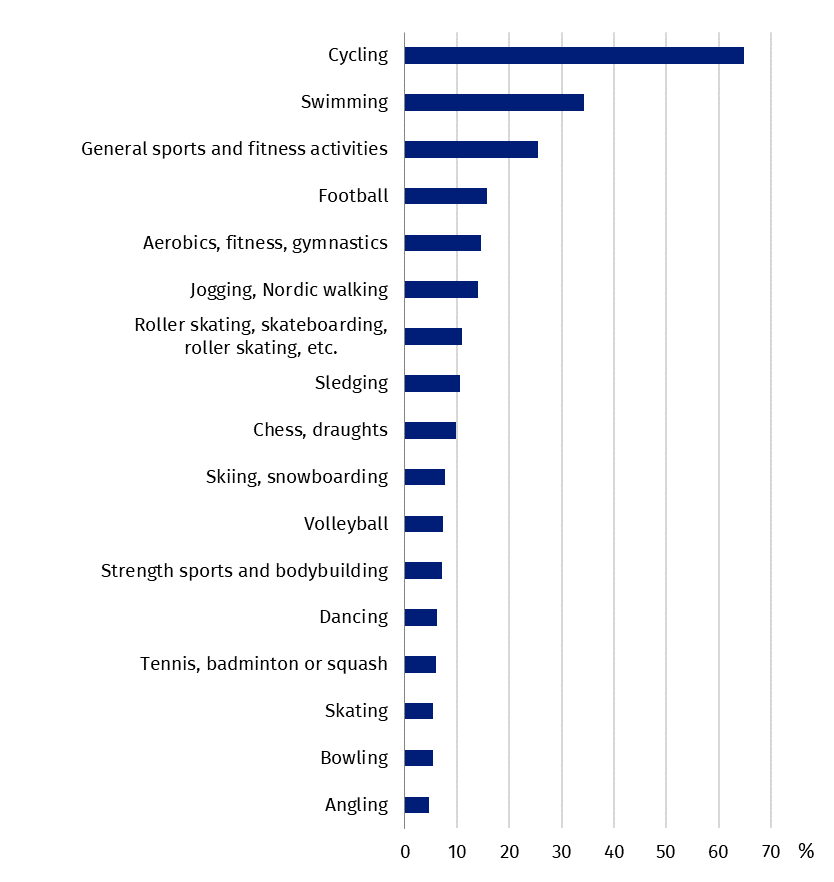 Cycling
Swimming
General sports and fitness activities
Football
Aerobics, fitness, gymnastics
Jogging, Nordic walking
Roller skating, skateboarding,
roller skating, etc.
Sledging
Chess, draughts
Skiing, snowboarding
Volleyball
Strength sports and bodybuilding
Dancing
Tennis, badminton or squash
Skating
Bowling
Angling
0 10 20 30 40 50 60 70 %